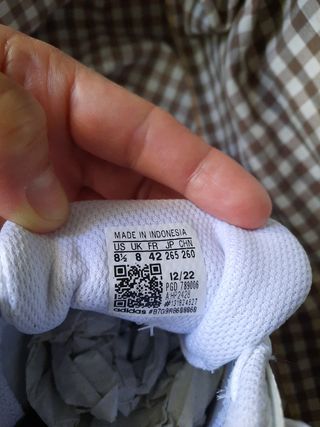 MADE IN INDONESIA
US UK FR JP CHN
8½ 8 42 265 260
12/22
PGD 789006
adidas